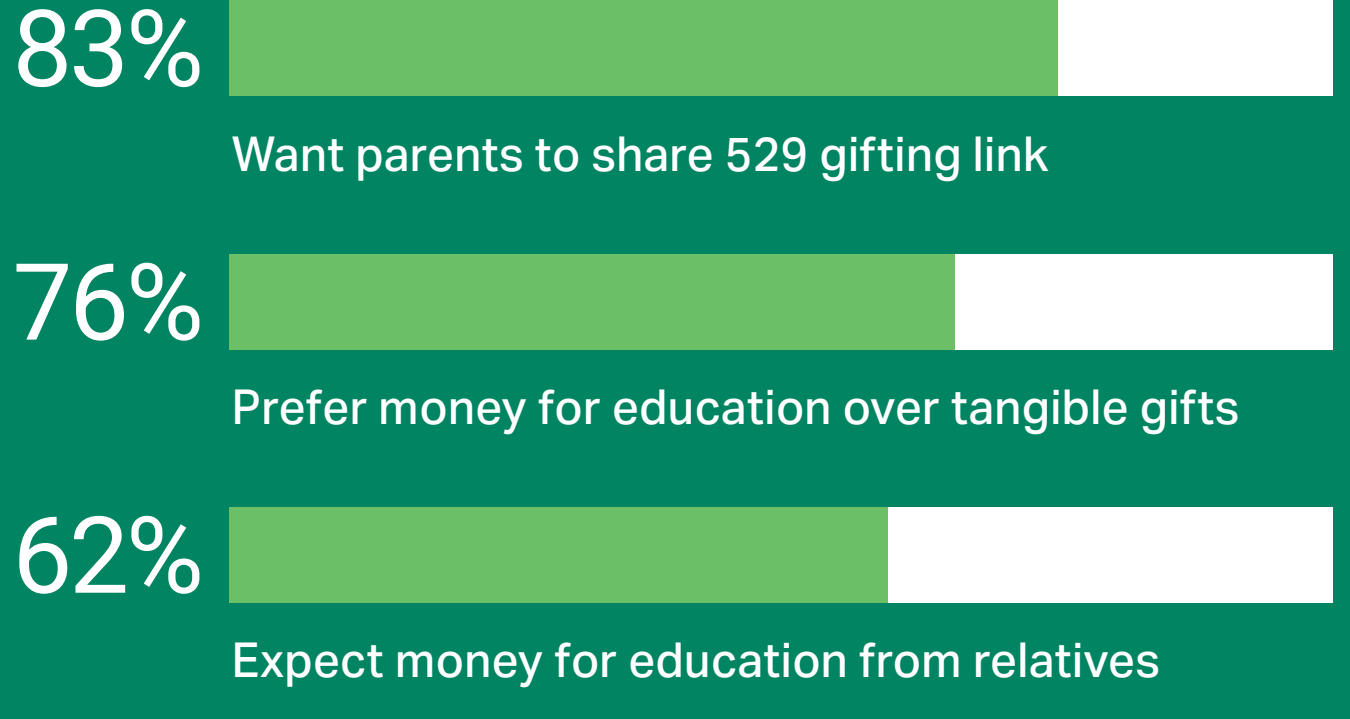 83%
Want parents to share 529 gifting link
76%
Prefer money for education over tangible gifts
62%
Expect money for education from relatives